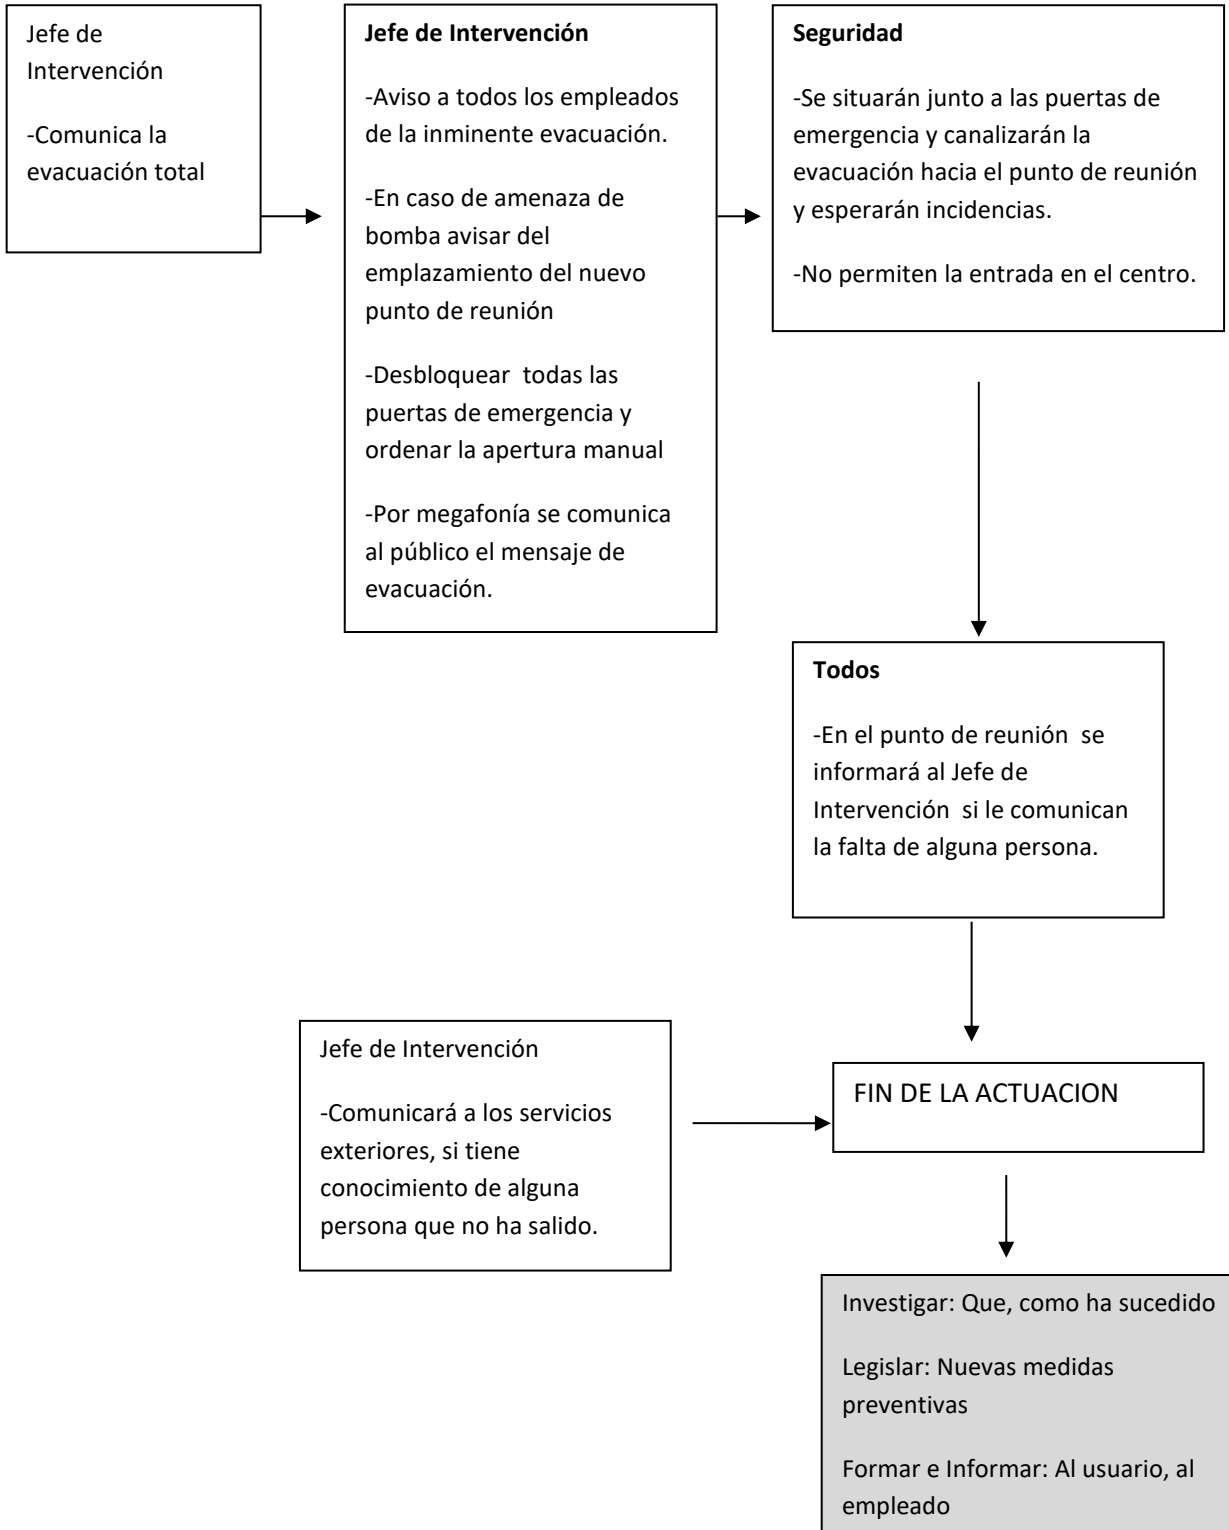 Jefe de
Intervención
-Comunica la
evacuación total
Jefe de Intervención
-Aviso a todos los empleados
de la inminente evacuación.
-En caso de amenaza de
bomba avisar del
emplazamiento del nuevo
punto de reunión
-Desbloquear  todas las
puertas de emergencia y
ordenar la apertura manual
-Por megafonía se comunica
al público el mensaje de
evacuación.
Seguridad
-Se situarán junto a las puertas de
emergencia y canalizarán la
evacuación hacia el punto de reunión
y esperarán incidencias.
-No permiten la entrada en el centro.
Todos
-En el punto de reunión  se
informará al Jefe de
Intervención  si le comunican
la falta de alguna persona.
Jefe de Intervención
-Comunicará a los servicios
exteriores, si tiene
conocimiento de alguna
persona que no ha salido.
FIN DE LA ACTUACION
Investigar: Que, como ha sucedido
Legislar: Nuevas medidas
preventivas
Formar e Informar: Al usuario, al
empleado